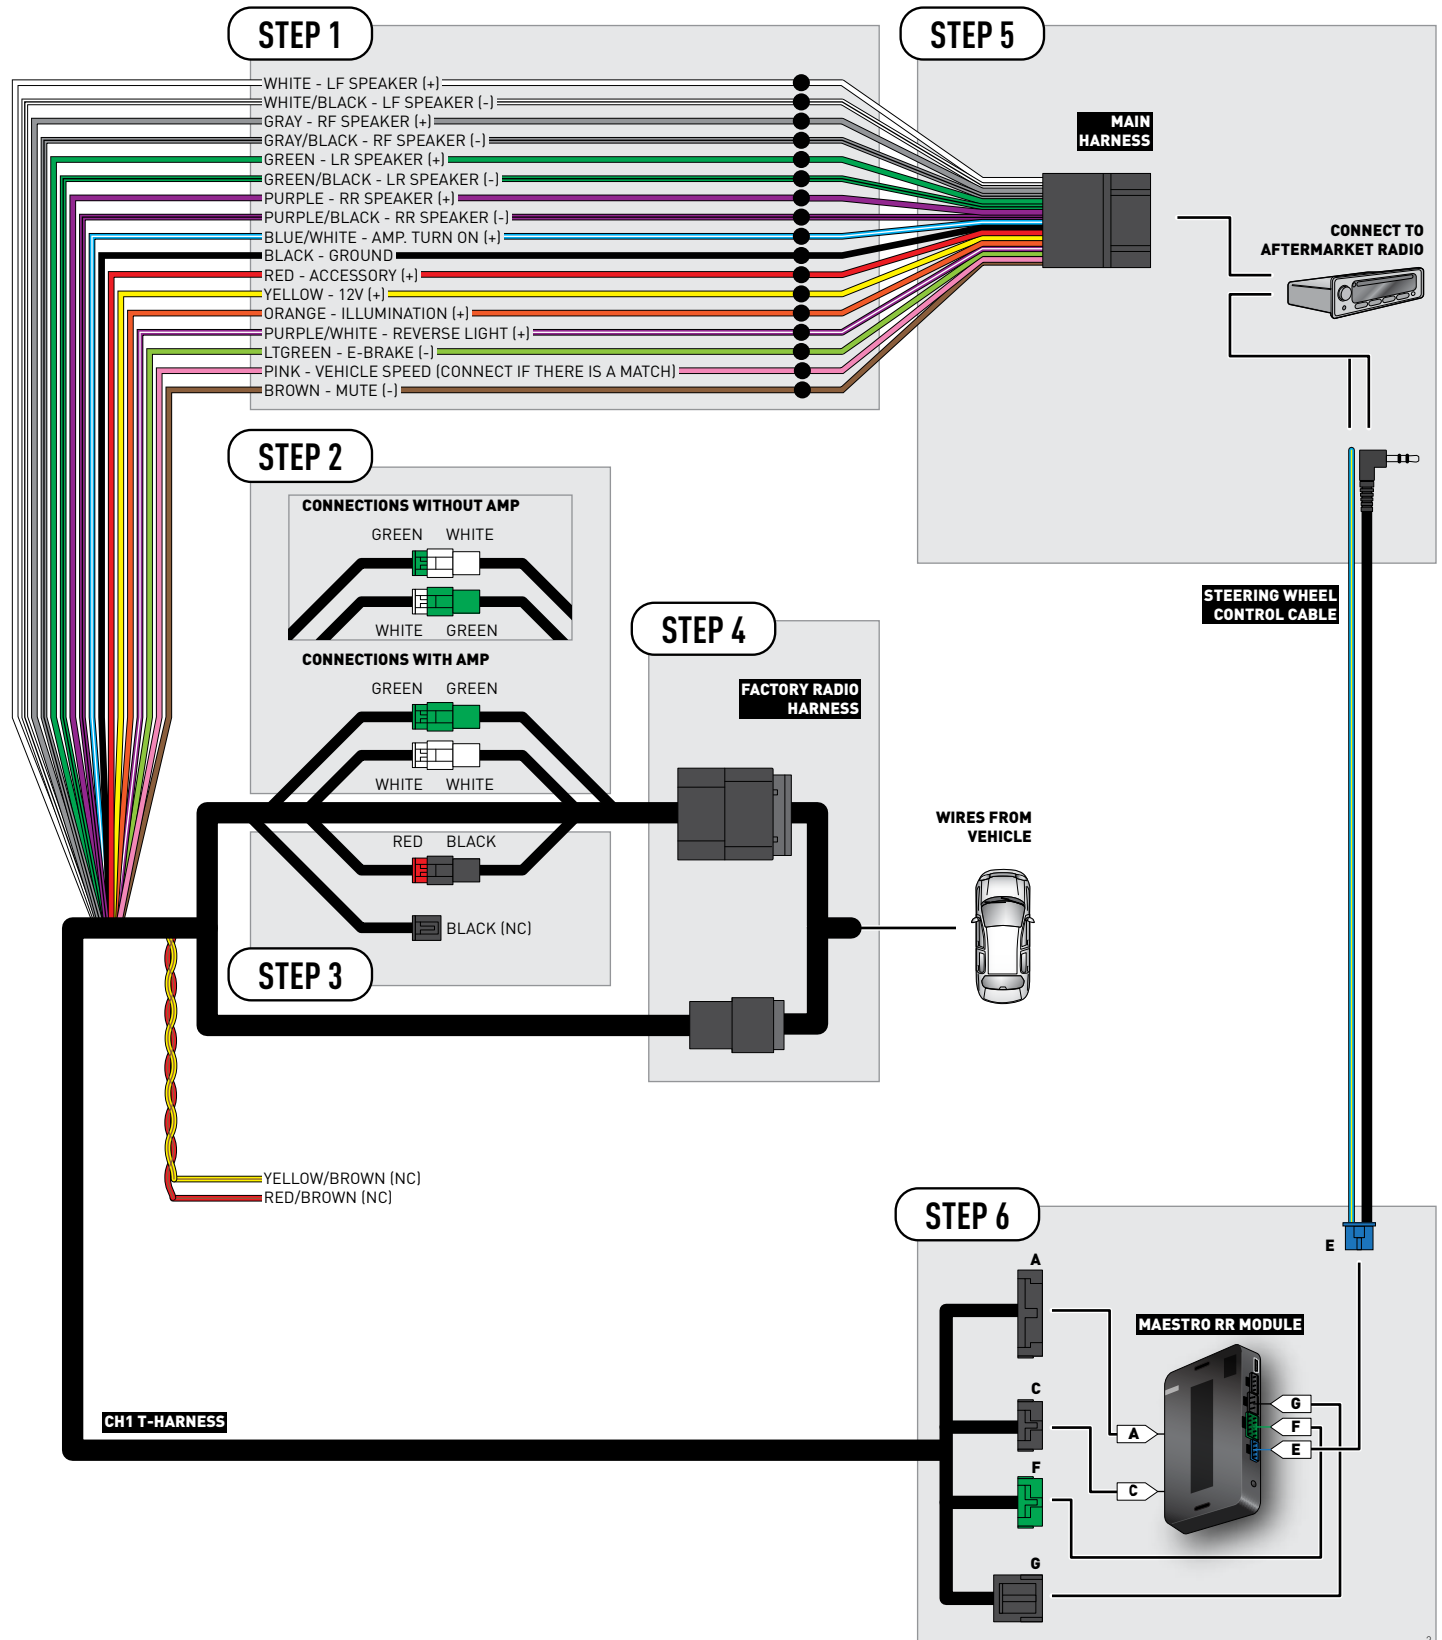 STEP 1
WHITE - LF SPEAKER (+)
WHITE/BLACK - LF SPEAKER (-)
GRAY - RF SPEAKER (+)
GRAY/BLACK - RF SPEAKER (-)
GREEN - LR SPEAKER (+)
GREEN/BLACK - LR SPEAKER (-)
PURPLE - RR SPEAKER (+)
PURPLE/BLACK - RR SPEAKER (-)
BLUE/WHITE - AMP. TURN ON (+)
BLACK - GROUND
RED - ACCESSORY (+)
YELLOW - 12V (+)
ORANGE - ILLUMINATION (+)
PURPLE/WHITE - REVERSE LIGHT (+)
LTGREEN - E-BRAKE (-)
PINK - VEHICLE SPEED (CONNECT IF THERE IS A MATCH)
BROWN - MUTE (-)
STEP 5
MAIN
HARNESS
CONNECT TO
AFTERMARKET RADIO
STEERING WHEEL
CONTROL CABLE
STEP 2
CONNECTIONS WITHOUT AMP
GREEN WHITE
WHITE GREEN
CONNECTIONS WITH AMP
GREEN GREEN
WHITE WHITE
RED BLACK
BLACK (NC)
STEP 3
STEP 4
FACTORY RADIO
HARNESS
WIRES FROM
VEHICLE
YELLOW/BROWN (NC)
RED/BROWN (NC)
CH1 T-HARNESS
STEP 6
E
A
C
F
G
MAESTRO RR MODULE
A
C
G
F
E